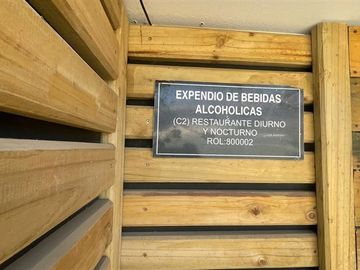 EXPENDIO DE BEBIDAS
ALCOHOLICAS
(C2) RESTAURANTE DIURNO
Y NOCTURNO
ROL:800002